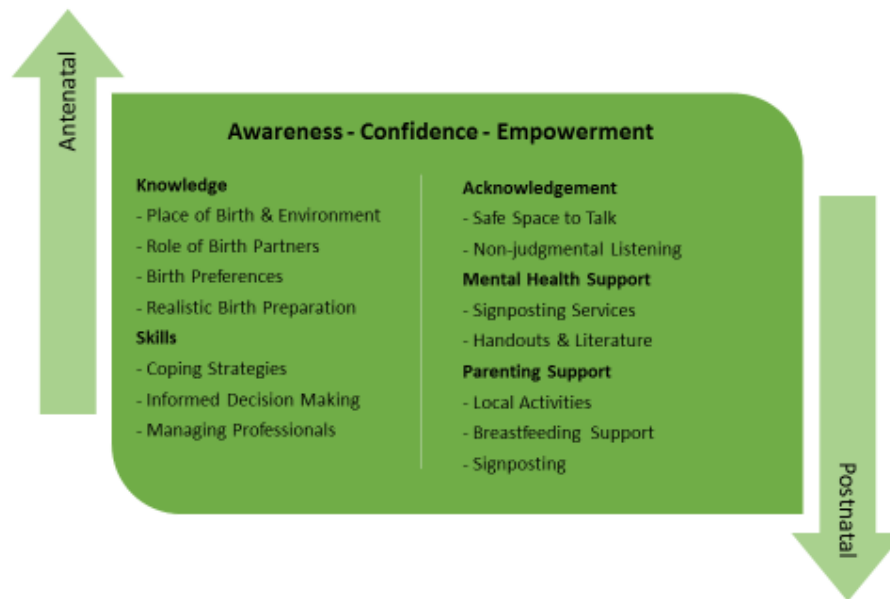 Antenatal
Awareness - Confidence - Empowerment
Knowledge
- Place of Birth & Environment
- Role of Birth Partners
- Birth Preferences
- Realistic Birth Preparation
Skills
- Coping Strategies
- Informed Decision Making
- Managing Professionals
Acknowledgement
- Safe Space to Talk
- Non-judgmental Listening
Mental Health Support
- Signposting Services
- Handouts & Literature
Parenting Support
- Local Activities
- Breastfeeding Support
- Signposting
Postnatal